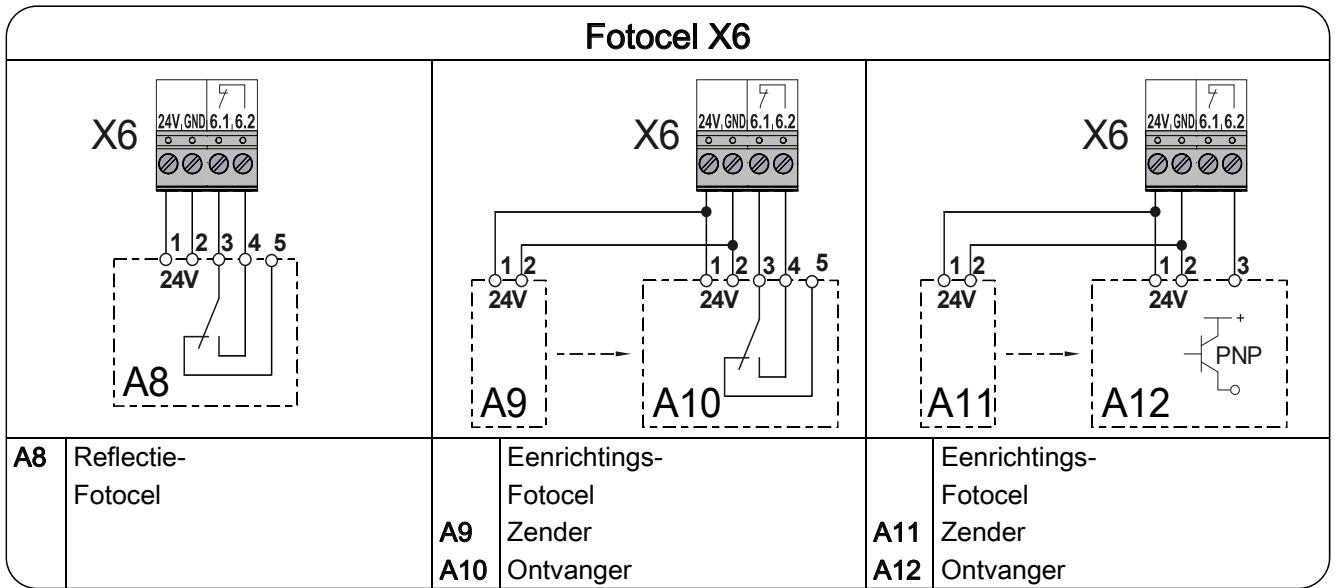 Fotocel X6
X6
24V GND 6.1 6.2
1 2 3 4 5
24V
A8
X6
24V GND 6.1 6.2
1 2
24V
A9
1 2 3 4 5
24V
A10
X6
24V GND 6.1 6.2
1 2
24V
A11
1 2 3
24V
+
PNP
A12
A8 Reflectie-
Fotocel
Eenrichtings-
Fotocel
A9 Zender
A10 Ontvanger
Eenrichtings-
Fotocel
A11 Zender
A12 Ontvanger